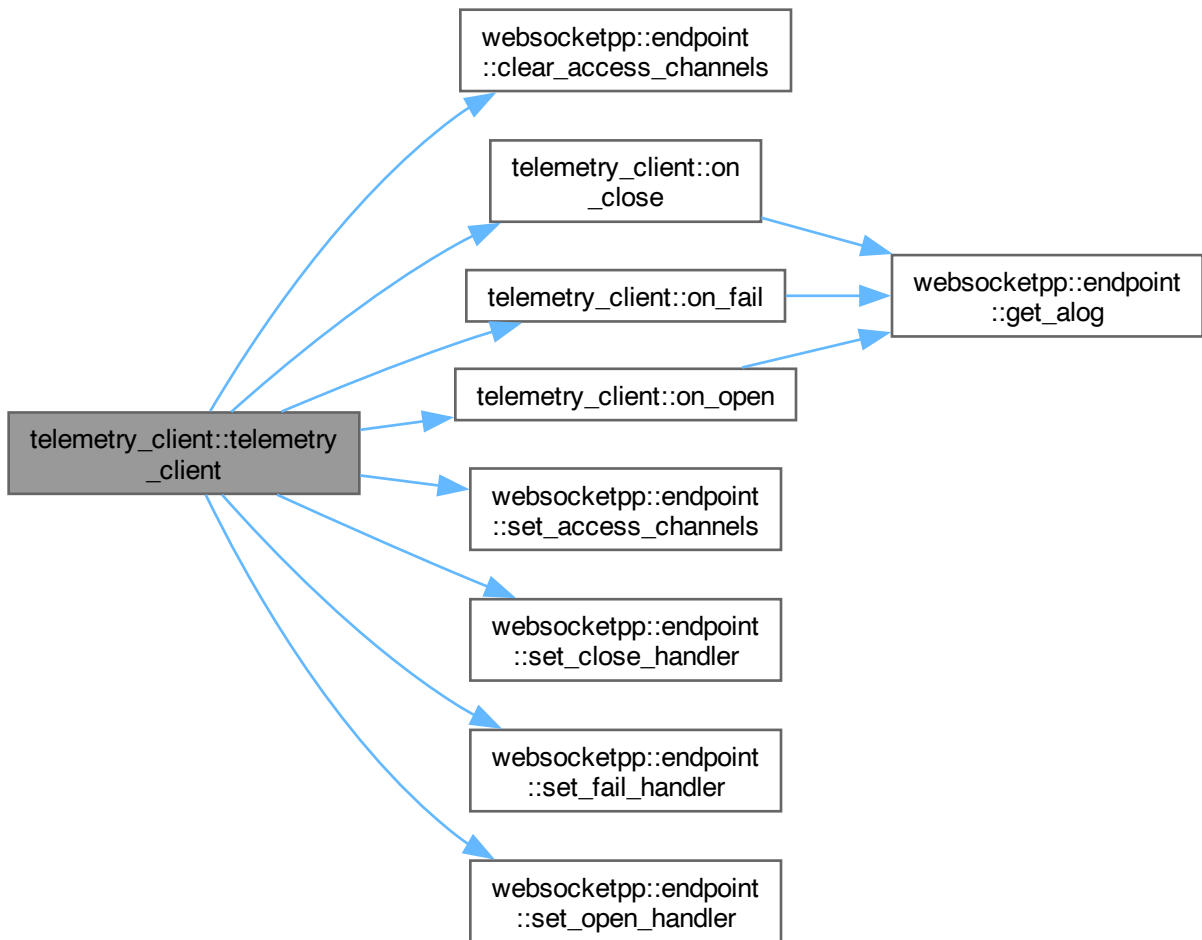 websocketpp::endpoint
::clear_access_channels
telemetry_client::on
_close
websocketpp::endpoint
::get_alog
telemetry_client::on_fail
telemetry_client::on_open
telemetry_client::telemetry
_client
websocketpp::endpoint
::set_access_channels
websocketpp::endpoint
::set_close_handler
websocketpp::endpoint
::set_fail_handler
websocketpp::endpoint
::set_open_handler